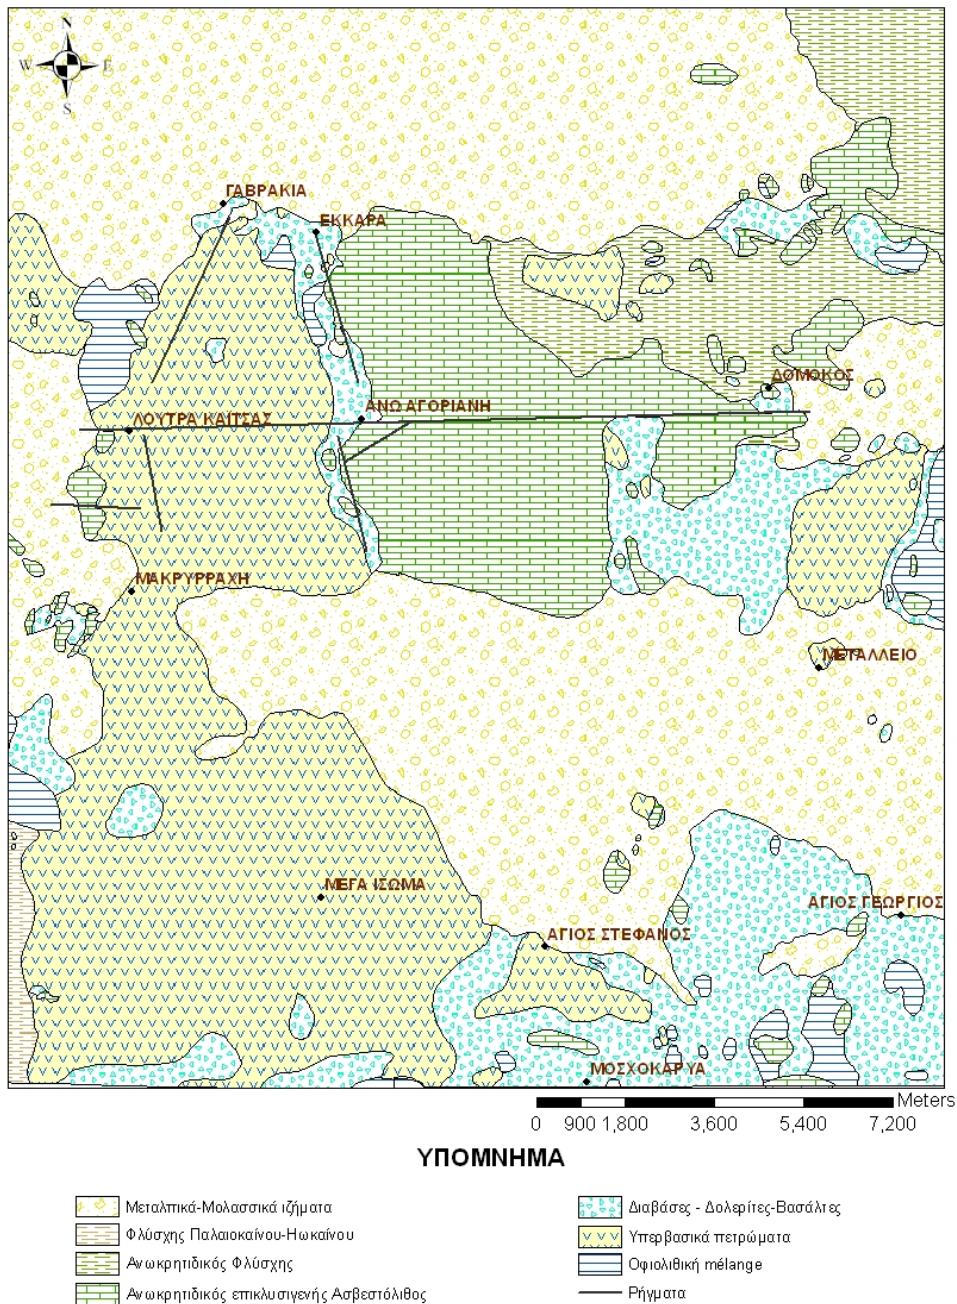 N
W E
S
ΓΑΒΡΑΚΙΑ
ΕΚΚΑΡΑ
ΔΟΜΟΚΟΣ
ΑΝΩ ΑΓΟΡΙΑΝΗ
ΛΟΥΤΡΑ ΚΑΙΤΣΑΣ
ΜΑΚΡΥΡΡΑΧΗ
ΜΕΤΑΛΛΕΙΟ
ΜΕΓΑ ΙΣΩΜΑ
ΑΓΙΟΣ ΓΕΩΡΓΙΟΣ
ΑΓΙΟΣ ΣΤΕΦΑΝΟΣ
ΜΟΣΧΟΚΑΡΥΑ
Meters
0 900 1,800 3,600 5,400 7,200
ΥΠΟΜΝΗΜΑ
Μεταλπικά-Μολασσικά ιζήματα
Φλύσχης Παλαιοκαίνου-Ηωκαίνου
Ανωκρητιδικός Φλύσχης
Ανωκρητιδικός επικλυσιγενής Ασβεστόλιθος
Διαβάσες - Δολερίτες-Βασάλτες
Υπερβασικά πετρώματα
Οφιολιθική mélange
Ρήγματα